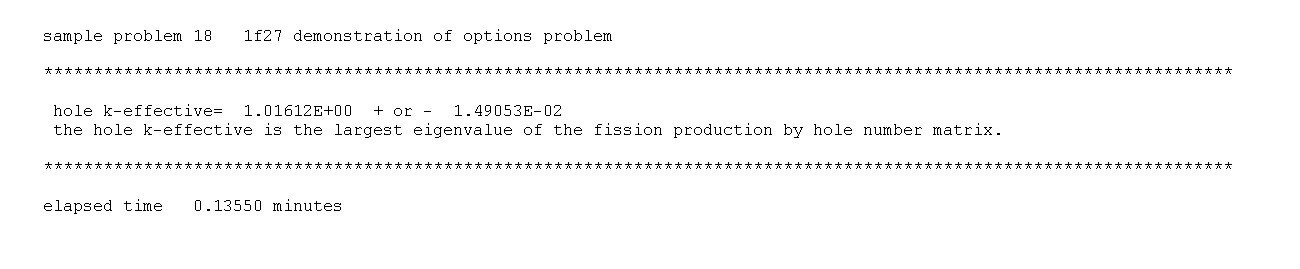 sample problem 18   1f27 demonstration of options problem
***********************************************************************************************************************
hole k-effective=  1.01612E+00  + or -  1.49053E-02
the hole k-effective is the largest eigenvalue of the fission production by hole number matrix.
***********************************************************************************************************************
elapsed time   0.13550 minutes